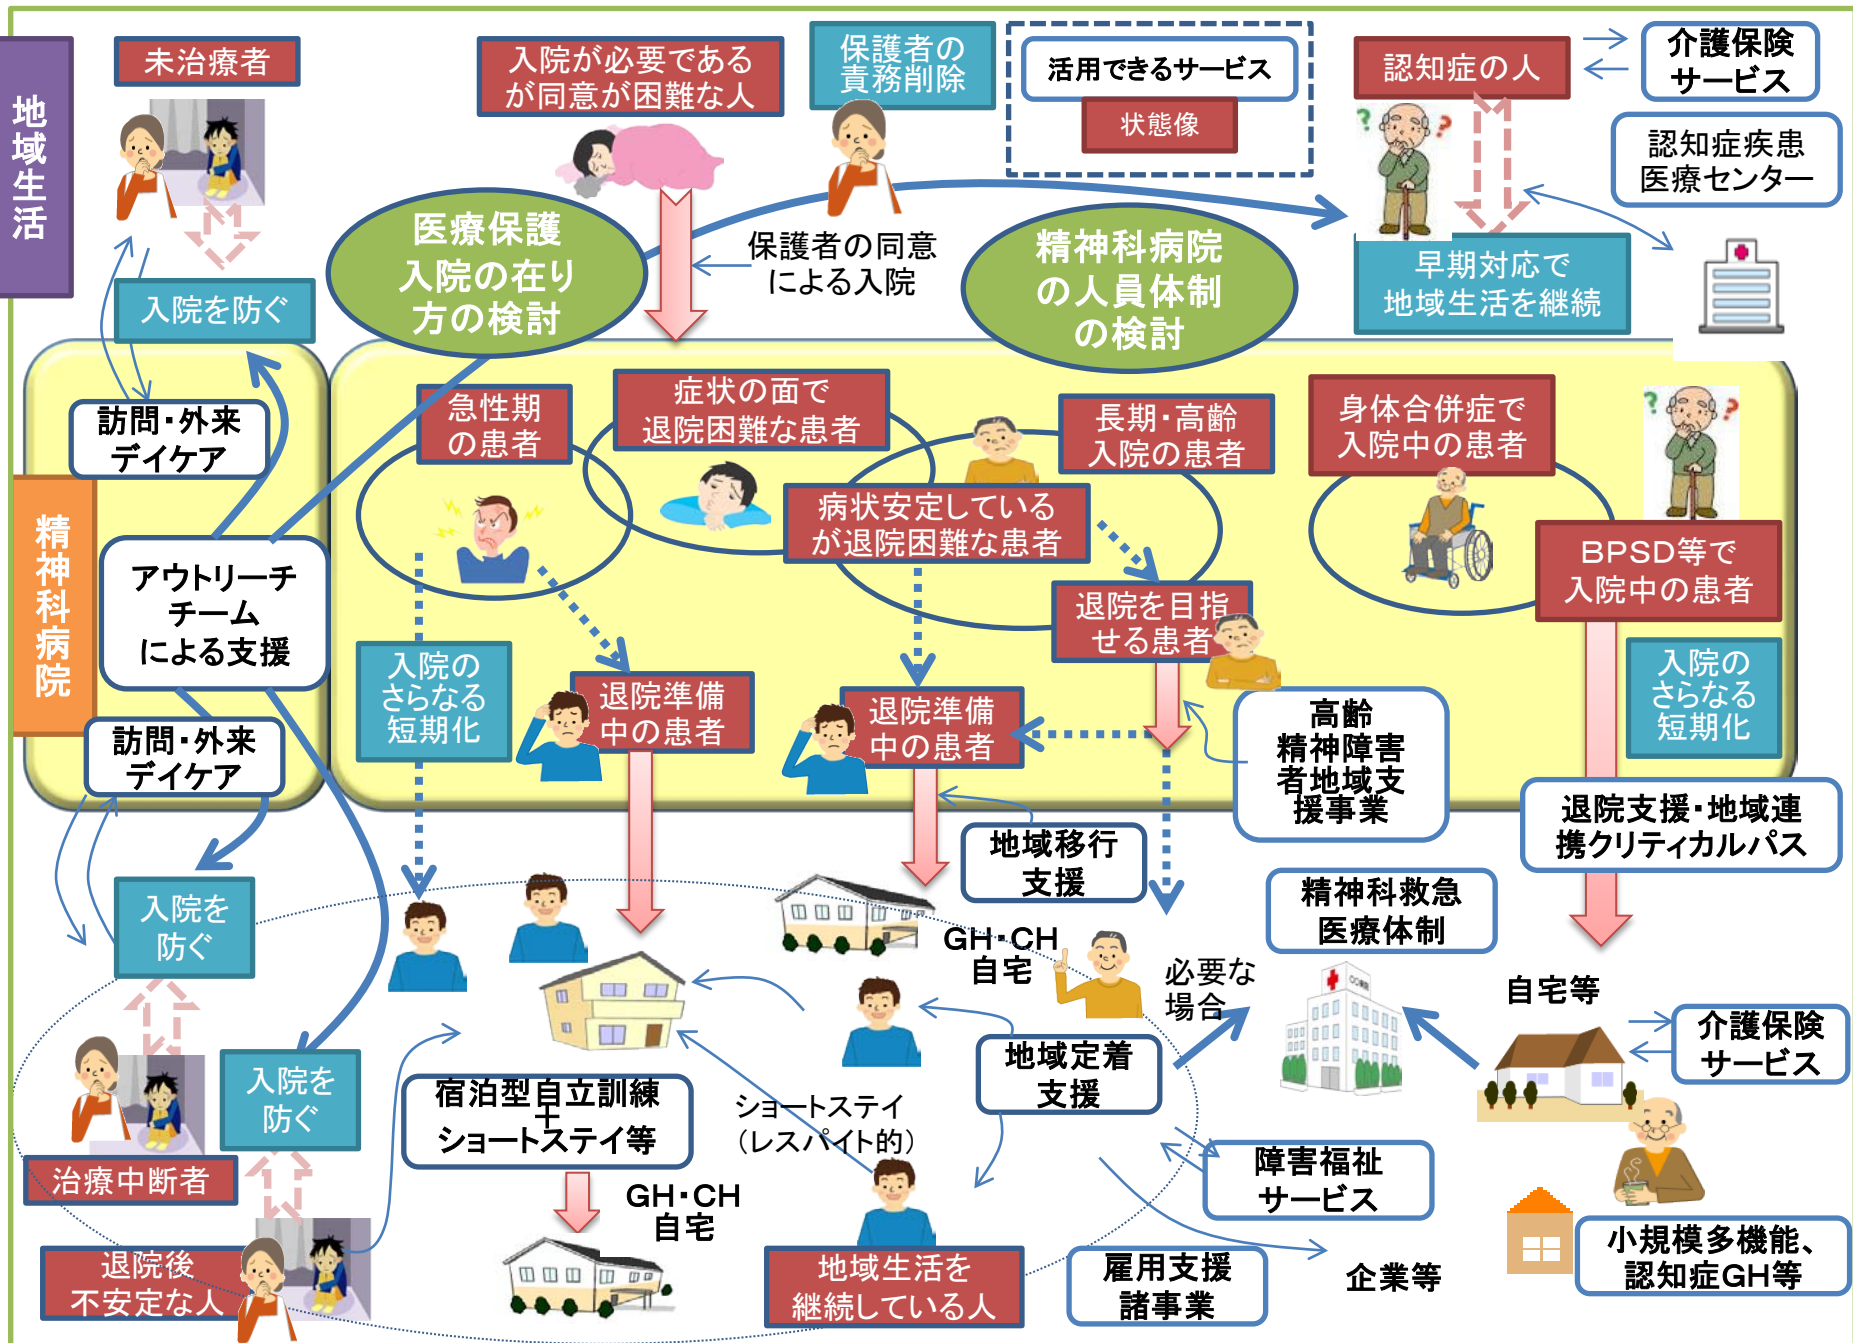 地域生活
未治療者
入院が必要である
が同意が困難な人
保護者の
責務削除
活用できるサービス
状態像
認知症の人
介護保険
サービス
認知症疾患
医療センター
入院を防ぐ
医療保護
入院の在り
方の検討
保護者の同意
による入院
精神科病院
の人員体制
の検討
早期対応で
地域生活を継続
精神科病院
訪問・外来
デイケア
急性期
の患者
症状の面で
退院困難な患者
長期・高齢
入院の患者
身体合併症で
入院中の患者
病状安定している
が退院困難な患者
BPSD等で
入院中の患者
アウトリーチ
チーム
による支援
退院を目指
せる患者
入院の
さらなる
短期化
退院準備
中の患者
退院準備
中の患者
高齢
精神障害
者地域支
援事業
入院の
さらなる
短期化
訪問・外来
デイケア
地域移行
支援
退院支援・地域連
携クリティカルパス
入院を
防ぐ
精神科救急
医療体制
GH・CH
自宅
必要な
場合
○○病院
自宅等
介護保険
サービス
入院を
防ぐ
宿泊型自立訓練
＋
ショートステイ等
ショートステイ
（レスパイト的）
地域定着
支援
治療中断者
障害福祉
サービス
GH・CH
自宅
退院後
不安定な人
地域生活を
継続している人
雇用支援
諸事業
企業等
小規模多機能、
認知症GH等